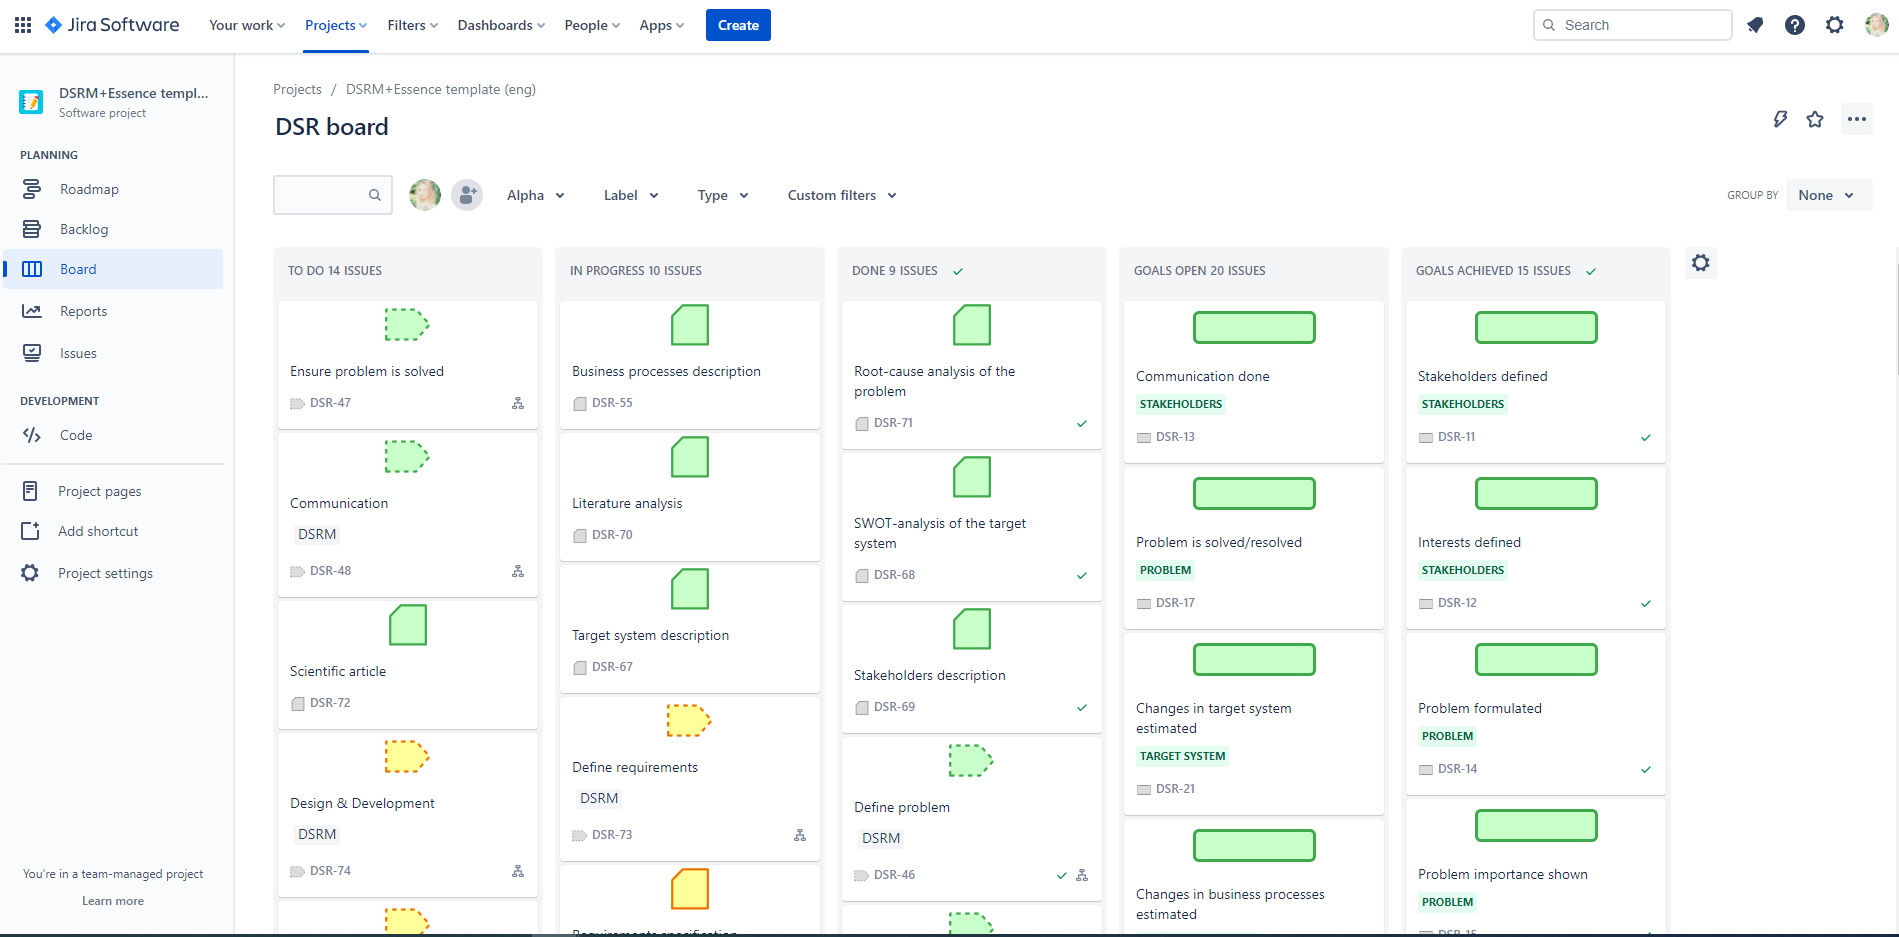 Jira Software
Your work
Projects
Filters
Dashboards
People
Apps
Create
Search
DSRM+Essence templ...
Software project
PLANNING
Roadmap
Backlog
Board
Reports
Issues
DEVELOPMENT
Code
Project pages
Add shortcut
Project settings
You're in a team-managed project
Learn more
Projects / DSRM+Essence template (eng)
DSR board
Alpha
Label
Type
Custom filters
GROUP BY
None
TO DO 14 ISSUES
Ensure problem is solved
DSR-47
Communication
DSRM
DSR-48
Scientific article
DSR-72
Design & Development
DSRM
DSR-74
IN PROGRESS 10 ISSUES
Business processes description
DSR-55
Literature analysis
DSR-70
Target system description
DSR-67
Define requirements
DSRM
DSR-73
Requirements specification
DONE 9 ISSUES
Root-cause analysis of the
problem
DSR-71
SWOT-analysis of the target
system
DSR-68
Stakeholders description
DSR-69
Define problem
DSRM
DSR-46
GOALS OPEN 20 ISSUES
Communication done
STAKEHOLDERS
DSR-13
Problem is solved/resolved
PROBLEM
DSR-17
Changes in target system
estimated
TARGET SYSTEM
DSR-21
Changes in business processes
estimated
GOALS ACHIEVED 15 ISSUES
Stakeholders defined
STAKEHOLDERS
DSR-11
Interests defined
STAKEHOLDERS
DSR-12
Problem formulated
PROBLEM
DSR-14
Problem importance shown
PROBLEM
DSR-15